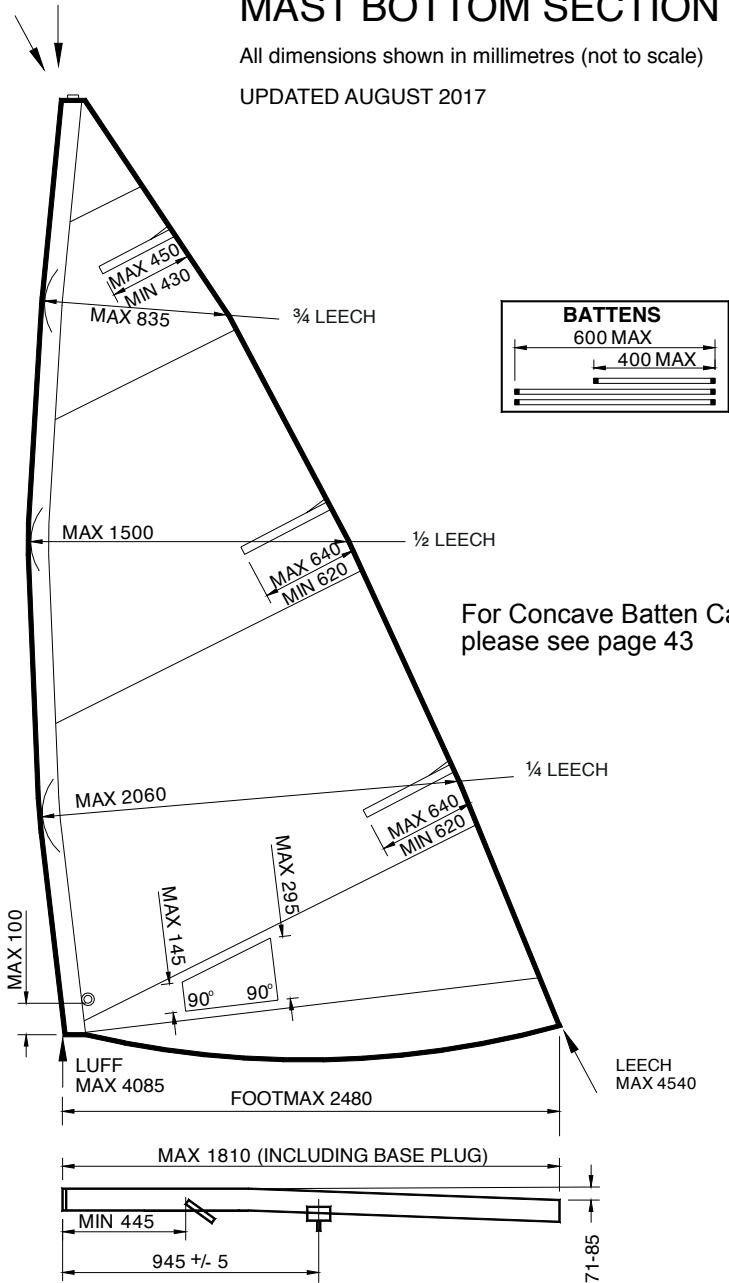 MAST BOTTOM SECTION
All dimensions shown in millimetres (not to scale)
UPDATED AUGUST 2017
MAX 450
MIN 430
MAX 835
¾ LEECH
BATTENS
600 MAX
400 MAX
MAX 1500
½ LEECH
MAX 640
MIN 620
For Concave Batten Ca
please see page 43
¼ LEECH
MAX 2060
MAX 640
MIN 620
MAX 295
MAX 145
MAX 100
90° 90°
LUFF
MAX 4085
LEECH
MAX 4540
FOOTMAX 2480
MAX 1810 (INCLUDING BASE PLUG)
MIN 445
945 +/- 5
71-85